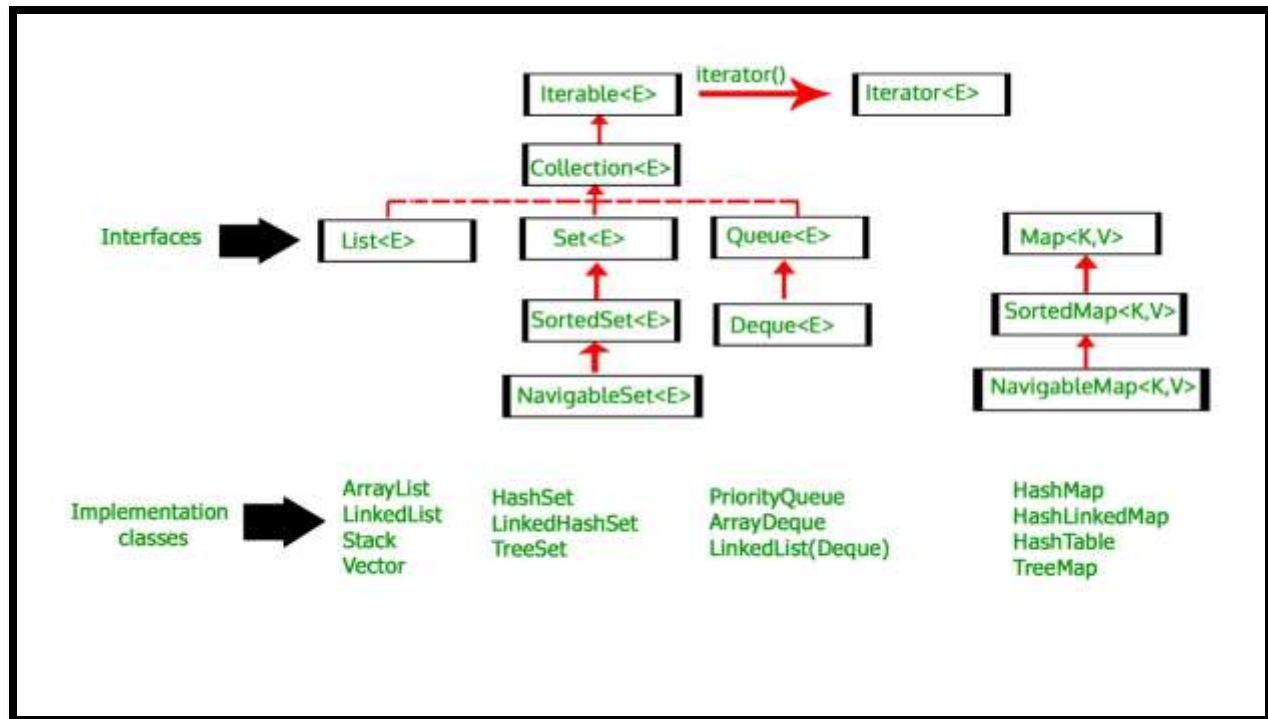 iterator()
Iterable<E>
Iterator<E>
Collection<E>
Interfaces
List<E>
Set<E>
Queue<E>
Map<K,V>
SortedSet<E>
Deque<E>
SortedMap<K,V>
NavigableSet<E>
NavigableMap<K,V>
Implementation
classes
ArrayList
LinkedList
Stack
Vector
HashSet
LinkedHashSet
TreeSet
PriorityQueue
ArrayDeque
LinkedList(Deque)
HashMap
HashLinkedMap
HashTable
TreeMap